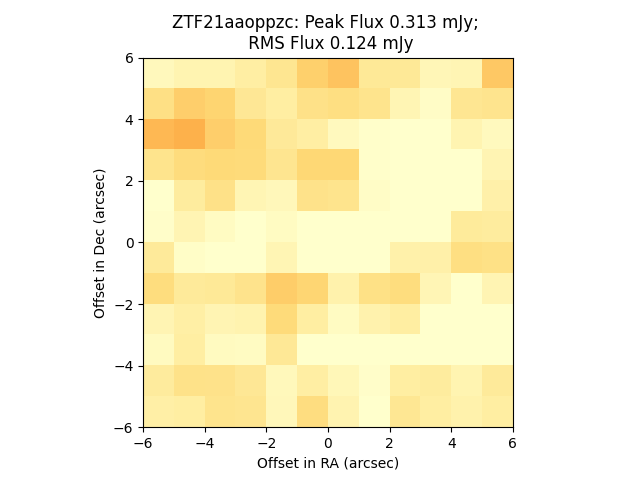 ZTF21aaoppzc: Peak Flux 0.313 mJy;
RMS Flux 0.124 mJy
6
4
2
0
−2
−4
−6
Offset in Dec (arcsec)
−6 −4 −2 0 2 4 6
Offset in RA (arcsec)